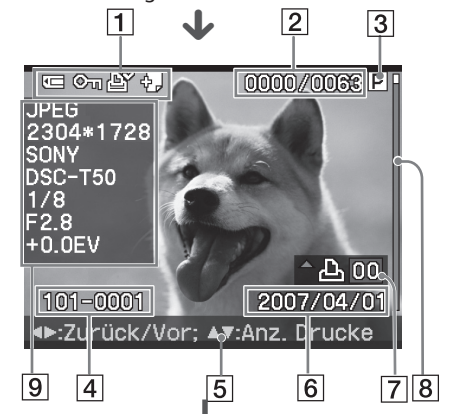 1
2
3
0000/0063 P
JPEG
2304*1728
SONY
DSC-T50
1/8
F2.8
+0.0EV
00
101-0001
2007/04/01
◀▶:Zurück/Vor; ▲▼:Anz. Drucke
9
4
5
6
7
8